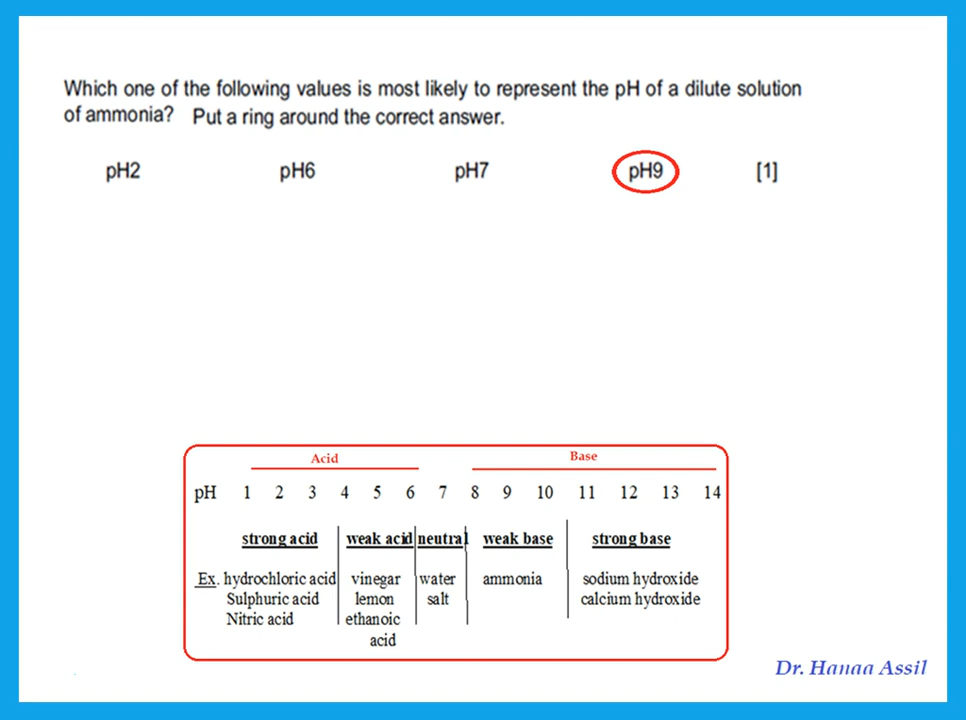 Which one of the following values is most likely to represent the pH of a dilute solution
of ammonia? Put a ring around the correct answer.
pH2 pH6 pH7 pH9 [1]
Acid Base
pH 1 2 3 4 5 6 7 8 9 10 11 12 13 14
strong acid weak acid neutral weak base strong base
Ex. hydrochloric acid vinegar water ammonia sodium hydroxide
Sulphuric acid lemon salt calcium hydroxide
Nitric acid ethanoic
acid
Dr. Hanaa Assil